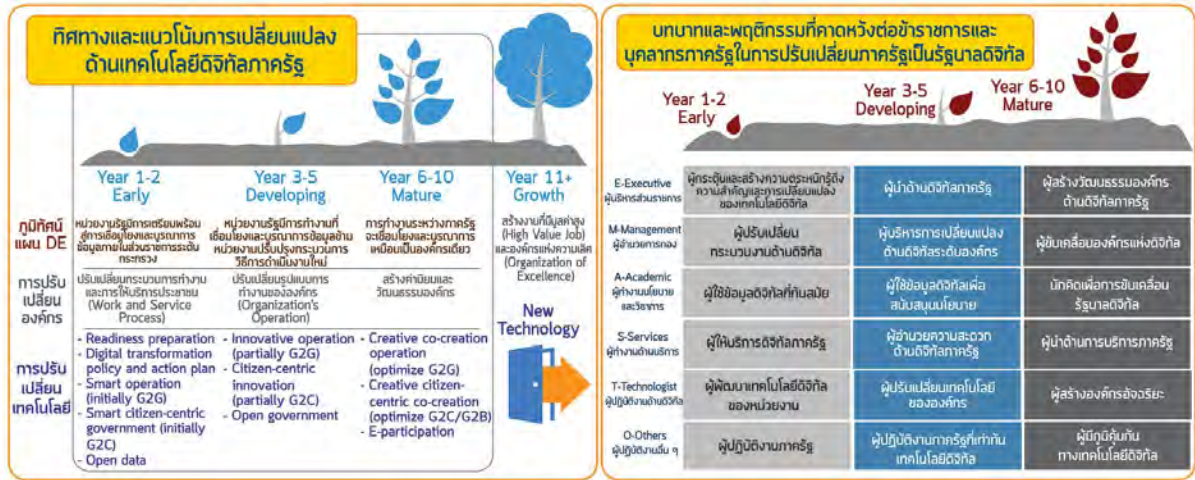 ทิศทางและแนวโน้มการเปลี่ยนแปลง
ด้านเทคโนโลยีดิจิทัลภาครัฐ
Year 1-2
Early
Year 3-5
Developing
Year 6-10
Mature
Year 11+
Growth
ภูมิทัศน์
แผน DE
หน่วยงานรัฐมีการเตรียมพร้อม
สู่การเชื่อมโยงและบูรณาการ
ข้อมูลภายในส่วนราชการระดับ
กระทรวง
หน่วยงานรัฐมีการทำงานที่
เชื่อมโยงและบูรณาการข้อมูลข้าม
หน่วยงานปรับปรุงกระบวนการ
วิธีการดำเนินงานใหม่
การทำงานระหว่างภาครัฐ
จะเชื่อมโยงและบูรณาการ
เหมือนเป็นองค์กรเดียว
สร้างงานที่มีมูลค่าสูง
(High Value Job)
และองค์กรแห่งความเลิศ
(Organization of
Excellence)
การปรับ
เปลี่ยน
องค์กร
ปรับเปลี่ยนกระบวนการทำงาน
และการให้บริการประชาชน
(Work and Service
Process)
ปรับเปลี่ยนรูปแบบการ
ทำงานขององค์กร
(Organization's
Operation)
สร้างค่านิยมและ
วัฒนธรรมองค์กร
New
Technology
การปรับ
เปลี่ยน
เทคโนโลยี
- Readiness preparation
- Digital transformation
policy and action plan
- Smart operation
(initially G2G)
- Smart citizen-centric
government (initially
G2C)
- Open data
- Innovative operation
(partially G2G)
- Citizen-centric
innovation
(partially G2C)
- Open government
- Creative co-creation
operation
(optimize G2G)
- Creative citizen-
centric co-creation
(optimize G2C/G2B)
- E-participation
บทบาทและพฤติกรรมที่คาดหวังต่อข้าราชการและ
บุคลากรภาครัฐในการปรับเปลี่ยนภาครัฐเป็นรัฐบาลดิจิทัล
Year 1-2
Early
Year 3-5
Developing
Year 6-10
Mature
E-Executive
ผู้บริหารส่วนราชการ
ผู้กระตุ้นและสร้างความตระหนักรู้ถึง
ความสำคัญและการเปลี่ยนแปลง
ของเทคโนโลยีดิจิทัล
ผู้นำด้านดิจิทัลภาครัฐ
ผู้สร้างวัฒนธรรมองค์กร
ด้านดิจิทัลภาครัฐ
M-Management
ผู้อำนวยการกอง
ผู้ปรับเปลี่ยน
กระบวนงานด้านดิจิทัล
ผู้บริหารการเปลี่ยนแปลง
ด้านดิจิทัลระดับองค์กร
ผู้ขับเคลื่อนองค์กรแห่งดิจิทัล
A-Academic
ผู้ทำงานนโยบาย
และวิชาการ
ผู้ใช้ข้อมูลดิจิทัลที่ทันสมัย
ผู้ใช้ข้อมูลดิจิทัลเพื่อ
สนับสนุนนโยบาย
นักคิดเพื่อการขับเคลื่อน
รัฐบาลดิจิทัล
S-Services
ผู้ทำงานด้านบริการ
ผู้ให้บริการดิจิทัลภาครัฐ
ผู้อำนวยความสะดวก
ด้านดิจิทัลภาครัฐ
ผู้นำด้านการบริการภาครัฐ
T-Technologist
ผู้ปฏิบัติงานด้านดิจิทัล
ผู้พัฒนาเทคโนโลยีดิจิทัล
ของหน่วยงาน
ผู้ปรับเปลี่ยนเทคโนโลยี
ขององค์กร
ผู้สร้างองค์กรอัจฉริยะ
O-Others
ผู้ปฏิบัติงานอื่น ๆ
ผู้ปฏิบัติงานภาครัฐ
ผู้ปฏิบัติงานภาครัฐที่เท่าทัน
เทคโนโลยีดิจิทัล
ผู้มีภูมิคุ้มกัน
ทางเทคโนโลยีดิจิทัล